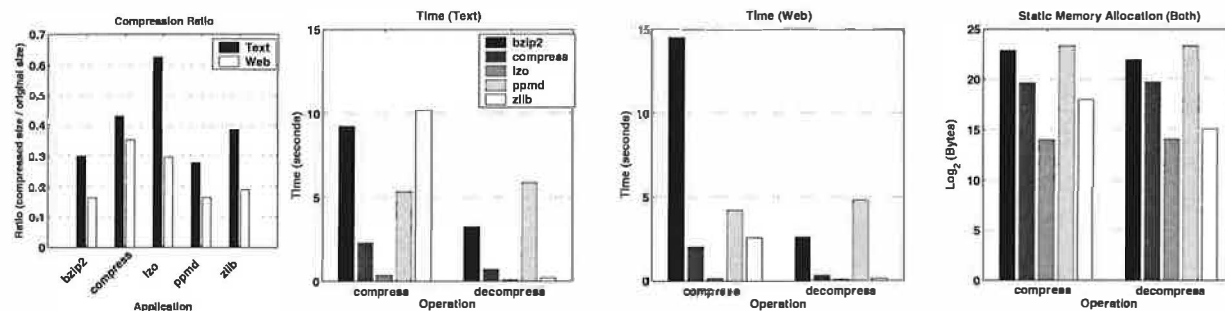 Compression Ratio
0.7
0.6
0.5
0.4
0.3
0.2
0.1
0
Ratio (compressed size / original size)
Text
Web
bzip2
compress
lzo
ppmd
zlib
Application
Time (Text)
15
10
5
0
Time (seconds)
bzip2
compress
lzo
ppmd
zlib
compress
decompress
Operation
Time (Web)
15
10
5
0
Time (seconds)
compress
decompress
Operation
Static Memory Allocation (Both)
25
20
15
10
5
0
Log2 (Bytes)
compress
decompress
Operation